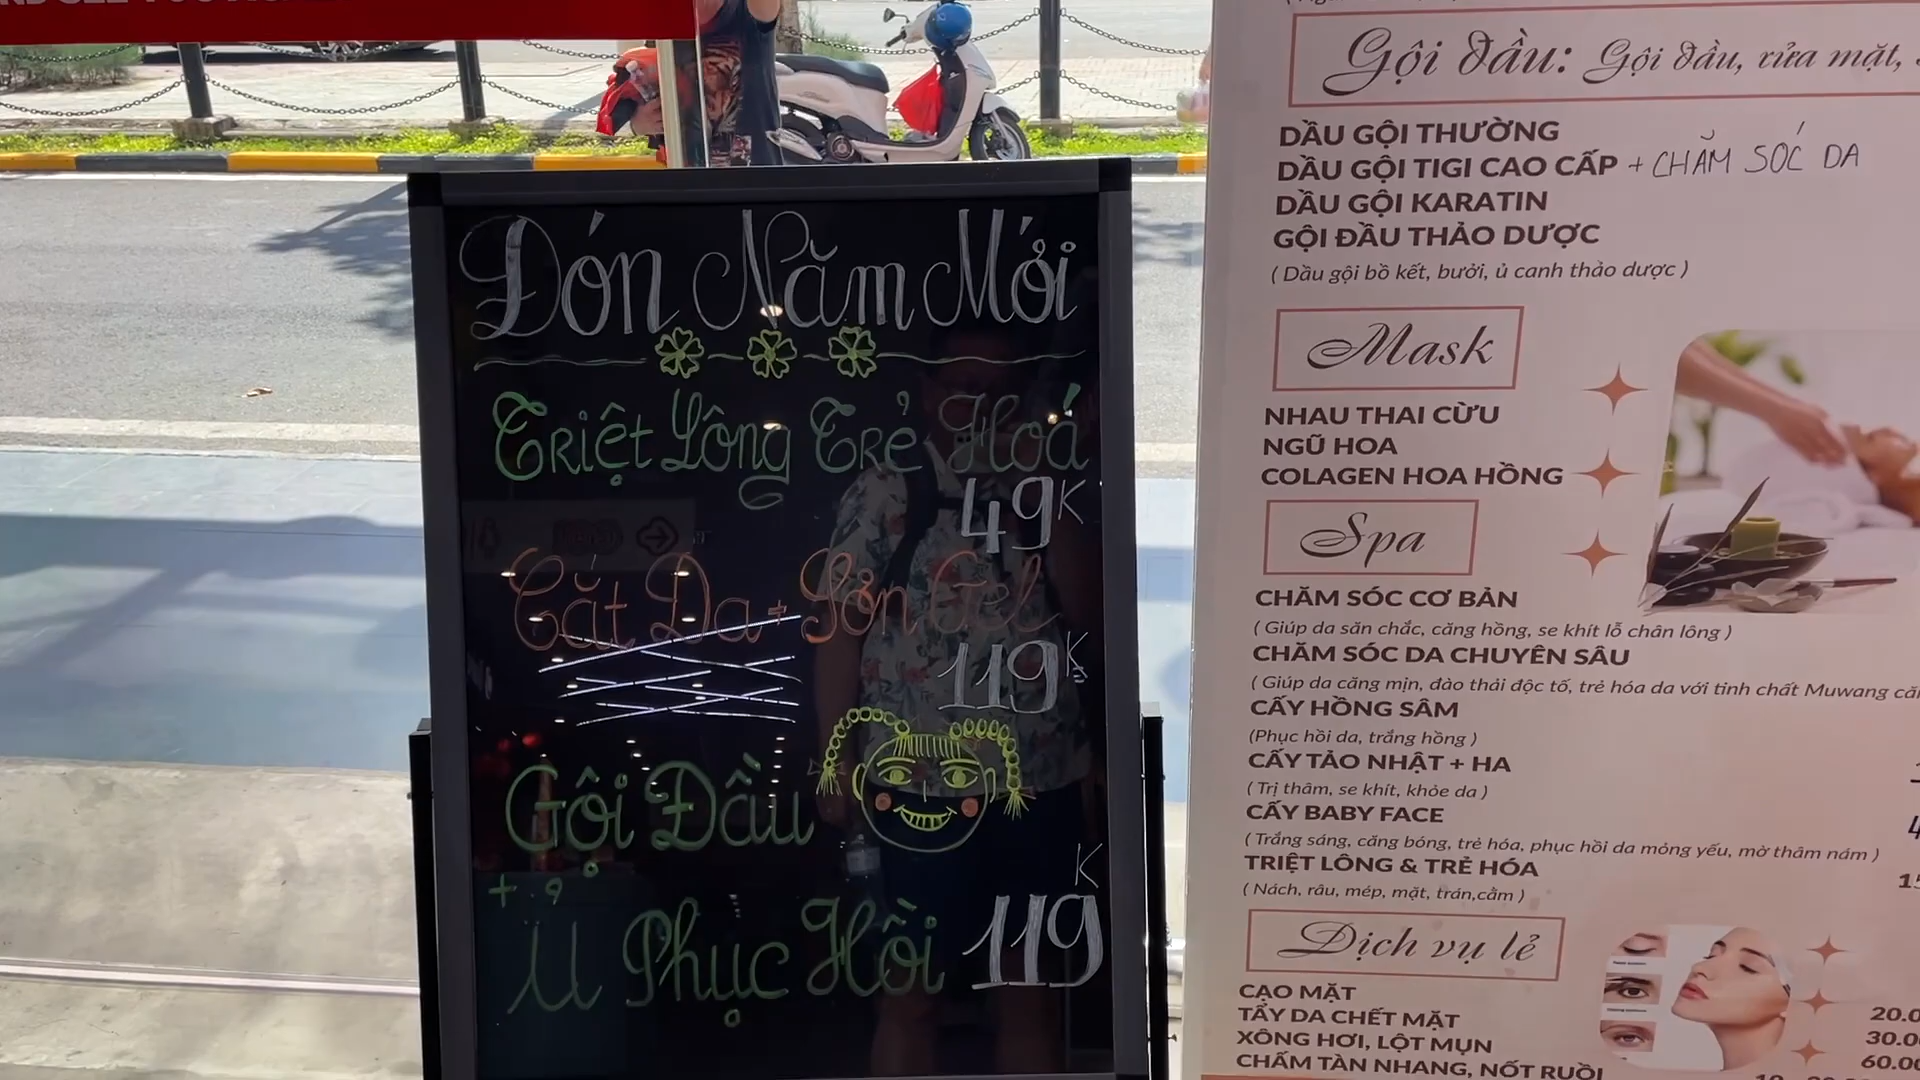 Đón Năm Mới
Triệt Lông Trẻ Hoá
49K
Cắt Da + Sơn Gel
119K
Gội Đầu
+
Ủ Phục Hồi 119K
Gội đầu: Gội đầu, rửa mặt,
DẦU GỘI THƯỜNG
DẦU GỘI TIGI CAO CẤP + CHĂM SÓC DA
DẦU GỘI KARATIN
GỘI ĐẦU THẢO DƯỢC
( Dầu gội bồ kết, bưởi, ủ canh thảo dược )
Mask
NHAU THAI CỪU
NGŨ HOA
COLAGEN HOA HỒNG
Spa
CHĂM SÓC CƠ BẢN
( Giúp da săn chắc, căng hồng, se khít lỗ chân lông )
CHĂM SÓC DA CHUYÊN SÂU
( Giúp da căng mịn, đào thải độc tố, trẻ hóa da với tinh chất Muwang
CẤY HỒNG SÂM
(Phục hồi da, trắng hồng )
CẤY TẢO NHẬT + HA
( Trị thâm, se khít, khỏe da )
CẤY BABY FACE
( Trắng sáng, căng bóng, trẻ hóa, phục hồi da mỏng yếu, mờ thâm nám )
TRIỆT LÔNG & TRẺ HÓA
( Nách, râu, mép, mặt, trán,cằm )
Dịch vụ lẻ
CẠO MẶT
TẨY DA CHẾT MẶT 20.0
XÔNG HƠI, LỘT MỤN 30.0
CHẤM TÀN NHANG, NỐT RUỒI 60.00